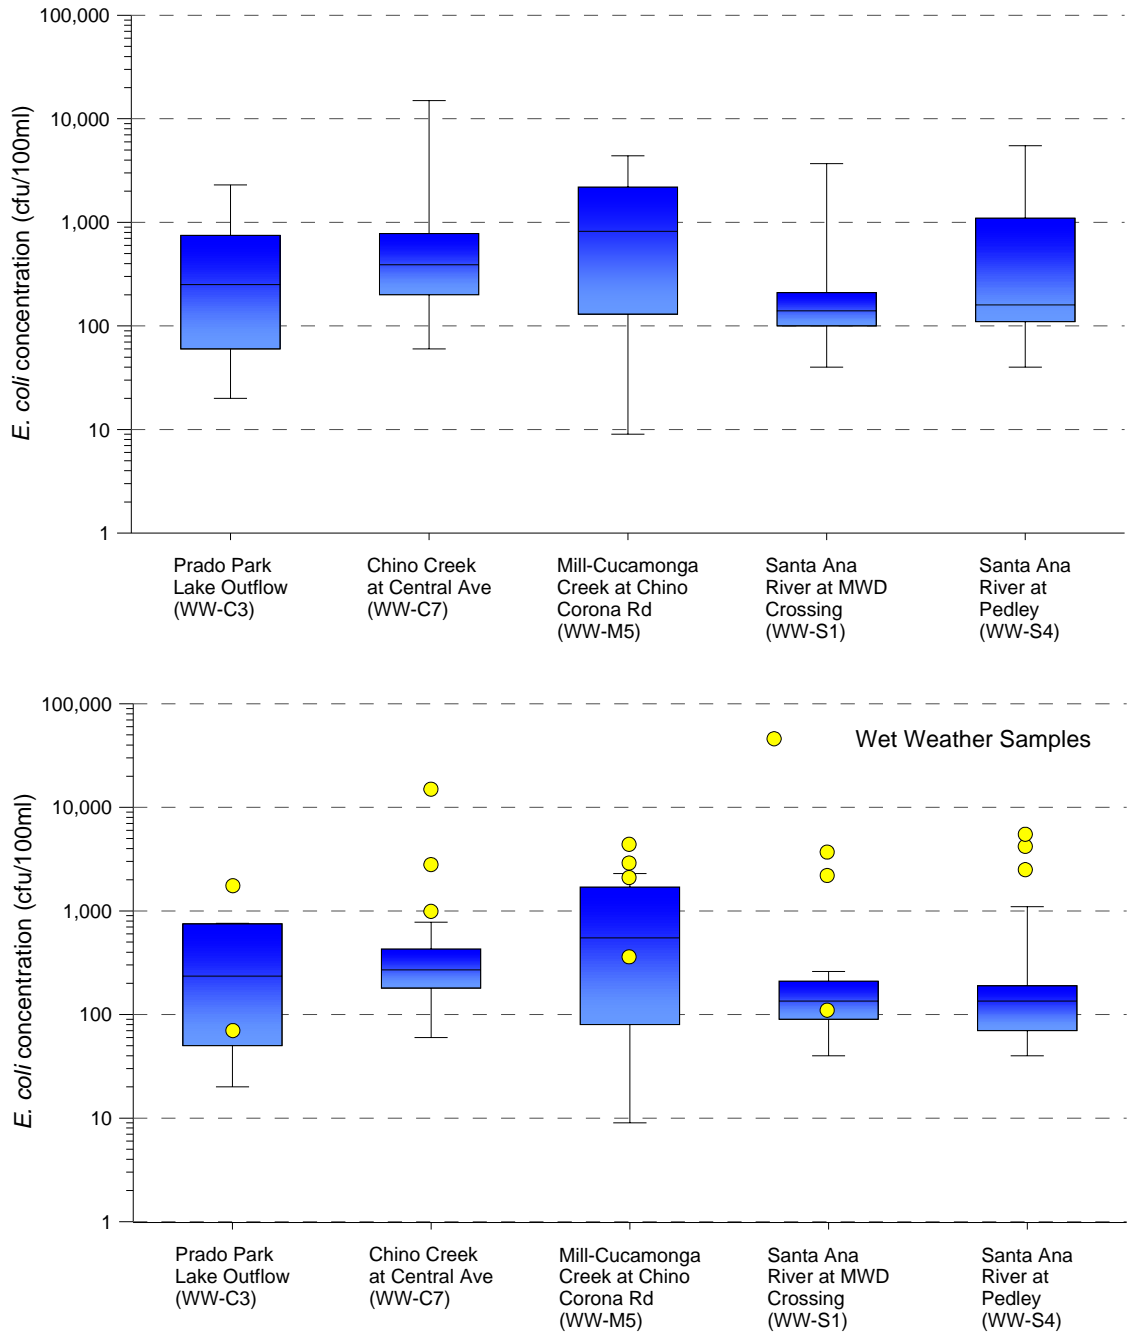 100,000
10,000
1,000
100
10
1
E. coli concentration (cfu/100ml)
Prado Park
Lake Outflow
(WW-C3)
Chino Creek
at Central Ave
(WW-C7)
Mill-Cucamonga
Creek at Chino
Corona Rd
(WW-M5)
Santa Ana
River at MWD
Crossing
(WW-S1)
Santa Ana
River at
Pedley
(WW-S4)
100,000
10,000
1,000
100
10
1
E. coli concentration (cfu/100ml)
Wet Weather Samples
Prado Park
Lake Outflow
(WW-C3)
Chino Creek
at Central Ave
(WW-C7)
Mill-Cucamonga
Creek at Chino
Corona Rd
(WW-M5)
Santa Ana
River at MWD
Crossing
(WW-S1)
Santa Ana
River at
Pedley
(WW-S4)